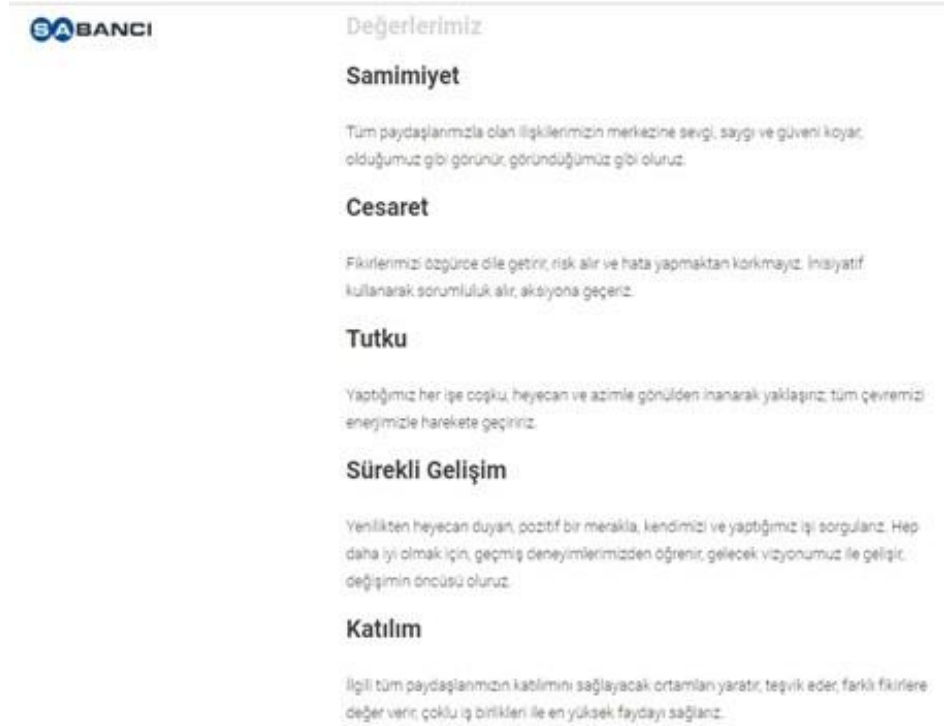 SABANCI
Değerlerimiz
Samimiyet
Tüm paydaşlarımızla olan ilişkilerimizin merkezine sevgi, saygı ve güveni koyar,
olduğumuz gibi görünür, göründüğümüz gibi oluruz.
Cesaret
Fikirlerimizi özgürce dile getirir, risk alır ve hata yapmaktan korkmayız. İnisiyatif
kullanarak sorumluluk alır, aksiyona geçeriz.
Tutku
Yaptığımız her işe coşku, heyecan ve azimle gönülden inanarak yaklaşırız, tüm çevremizi
enerjimizle harekete geçiririz.
Sürekli Gelişim
Yenilikten heyecan duyan, pozitif bir merakla, kendimizi ve yaptığımız işi sorgularız. Hep
daha iyi olmak için, geçmiş deneyimlerimizden öğrenir, gelecek vizyonumuz ile gelişir,
değişimin öncüsü oluruz.
Katılım
İlgili tüm paydaşlarımızın katılımını sağlayacak ortamları yaratır, teşvik eder, farklı fikirlere
değer verir, çoklu iş birlikleri ile en yüksek faydayı sağlarız.